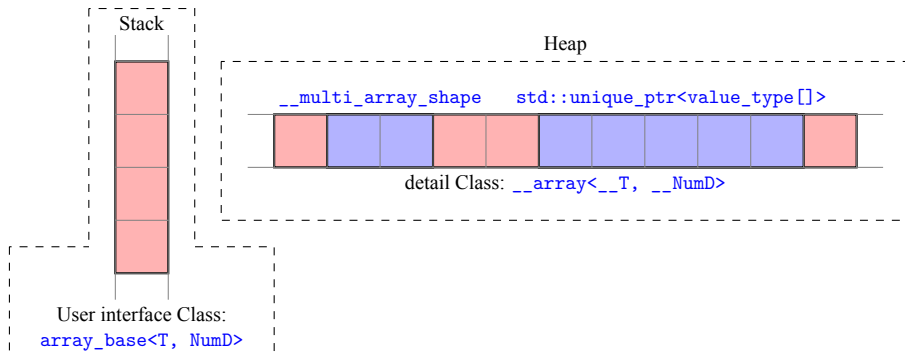 Stack
Heap
__multi_array_shape
std::unique_ptr<value_type[]>
detail Class: __array<__T, __NumD>
User interface Class:
array_base<T, NumD>